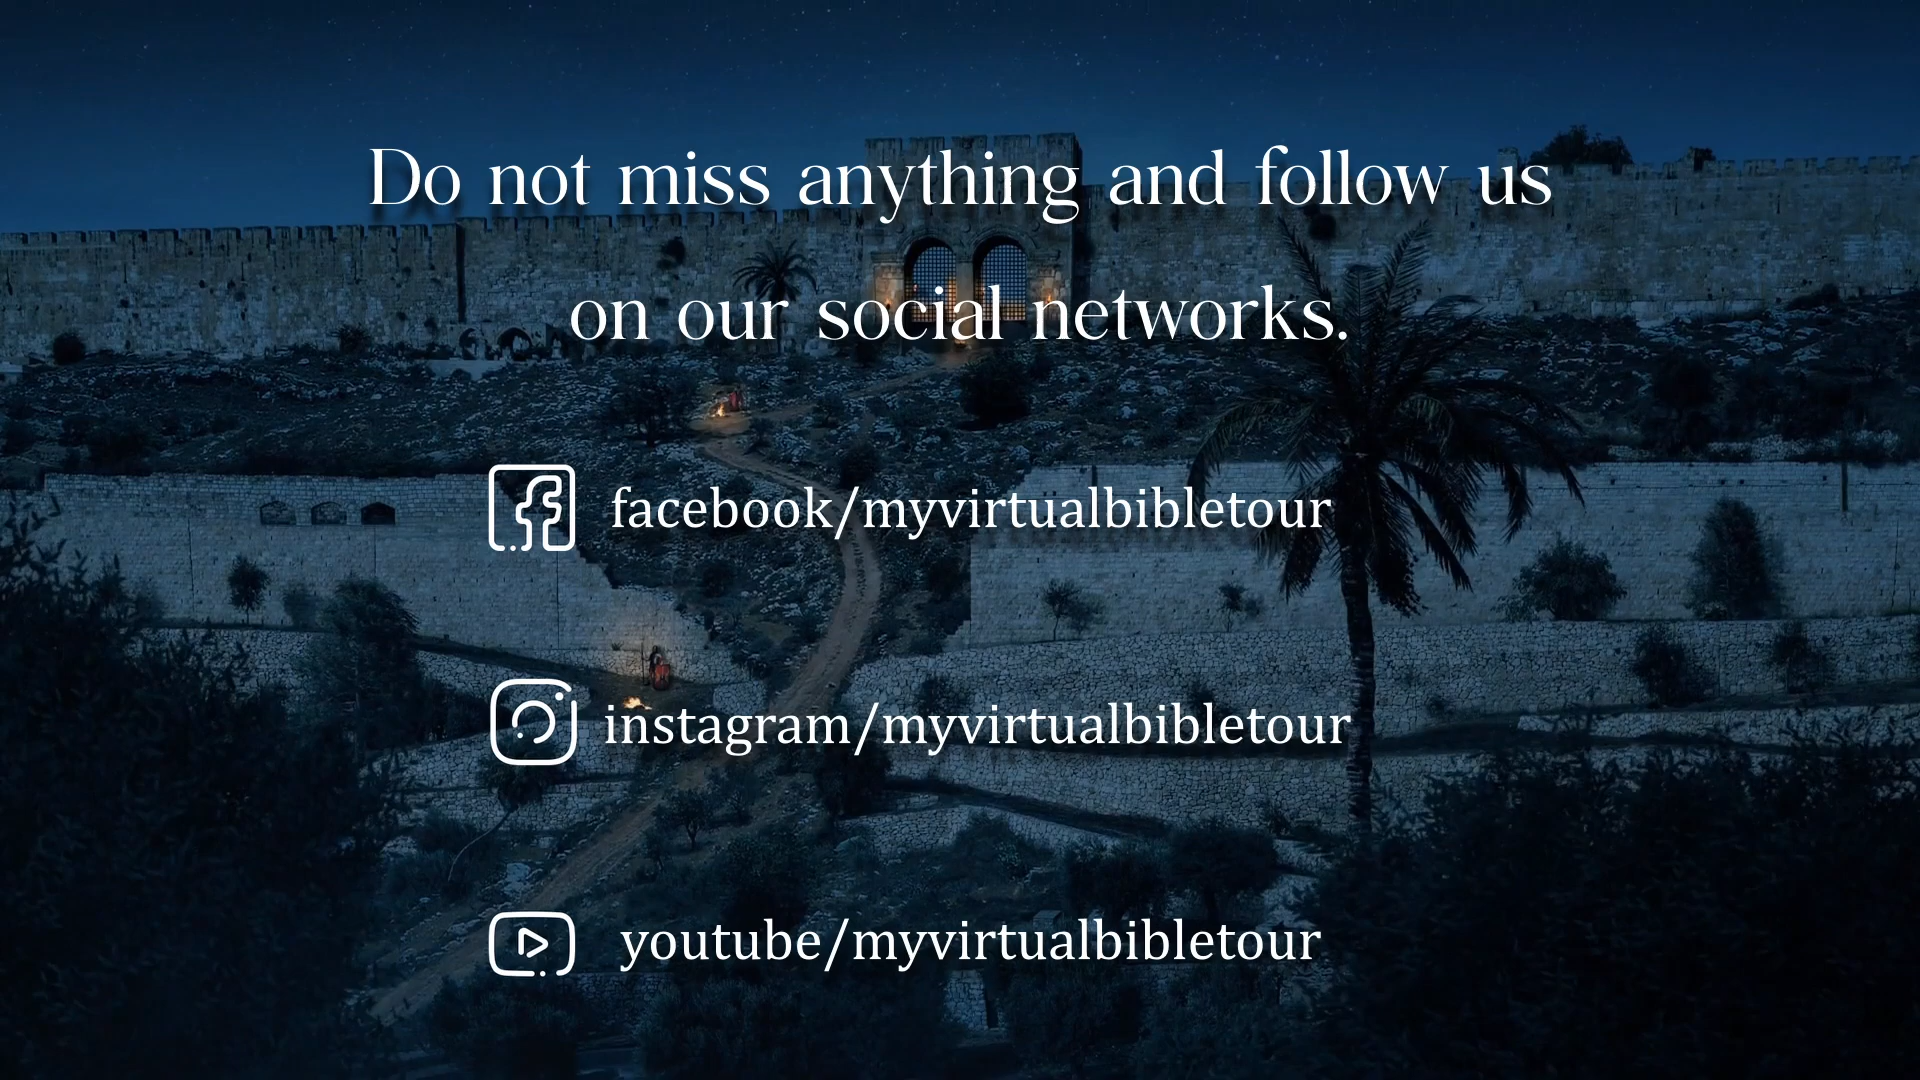 Do not miss anything and follow us
on our social networks.
facebook/myvirtualbibletour
instagram/myvirtualbibletour
youtube/myvirtualbibletour